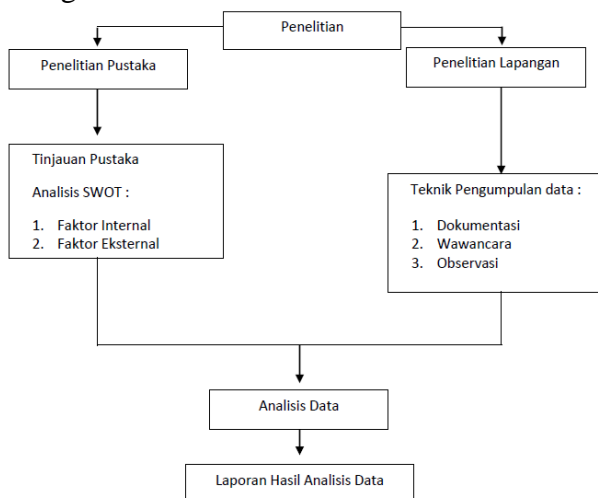 Penelitian
Penelitian Pustaka
Penelitian Lapangan
Tinjauan Pustaka
Analisis SWOT :
1. Faktor Internal
2. Faktor Eksternal
Teknik Pengumpulan data :
1. Dokumentasi
2. Wawancara
3. Observasi
Analisis Data
Laporan Hasil Analisis Data